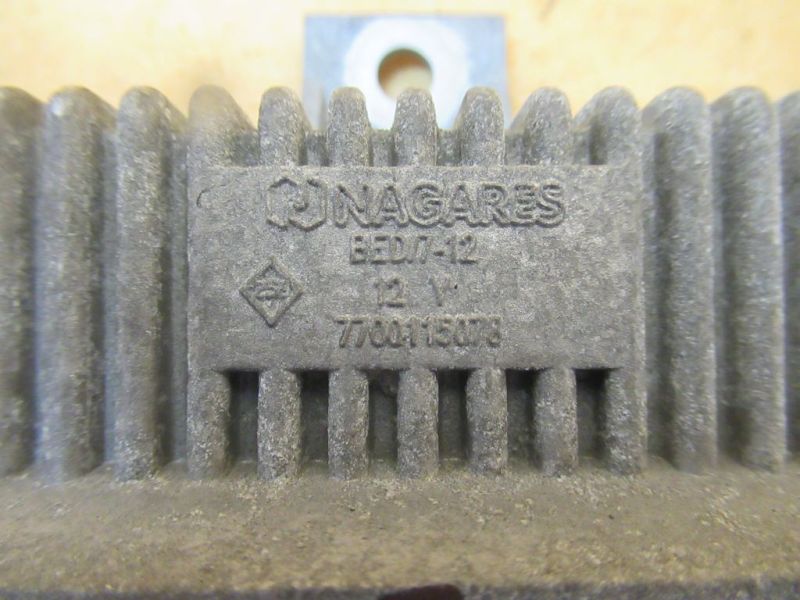 NAGARES
BED/7-12
12 V
7700115078